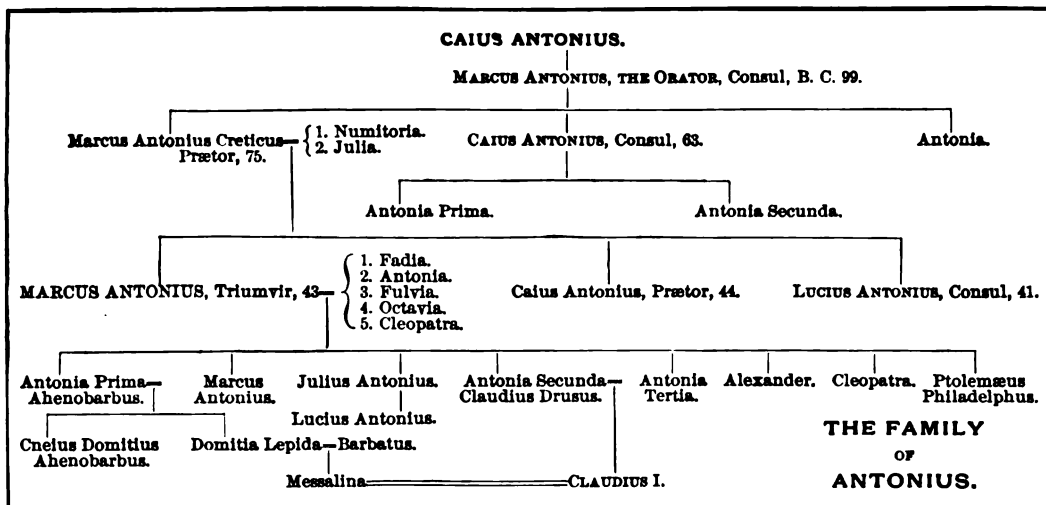 CAIUS ANTONIUS.
MARCUS ANTONIUS, THE ORATOR, Consul, B. C. 99.
Marcus Antonius Creticus
Prætor, 75.
1. Numitoria.
2. Julia.
CAIUS ANTONIUS, Consul, 63.
Antonia.
Antonia Prima.
Antonia Secunda.
MARCUS ANTONIUS, Triumvir, 43
1. Fadia.
2. Antonia.
3. Fulvia.
4. Octavia.
5. Cleopatra.
Caius Antonius, Prætor, 44.
LUCIUS ANTONIUS, Consul, 41.
Antonia Prima
Ahenobarbus.
Marcus
Antonius.
Julius Antonius.
Antonia Secunda
Claudius Drusus.
Antonia
Tertia.
Alexander.
Cleopatra.
Ptolemæus
Philadelphus.
Lucius Antonius.
Cneius Domitius
Ahenobarbus.
Domitia Lepida—Barbatus.
Messalina
CLAUDIUS I.
THE FAMILY
OF
ANTONIUS.